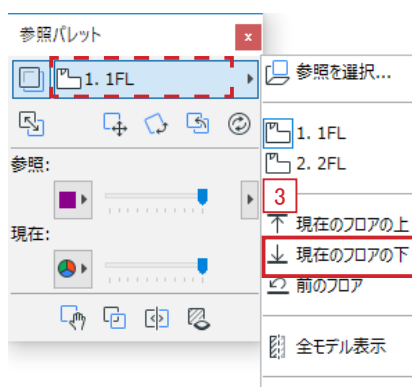 参照パレット
x
1. 1FL
参照:
現在:
参照を選択...
1. 1FL
2. 2FL
3
現在のフロアの上
現在のフロアの下
前のフロア
全モデル表示